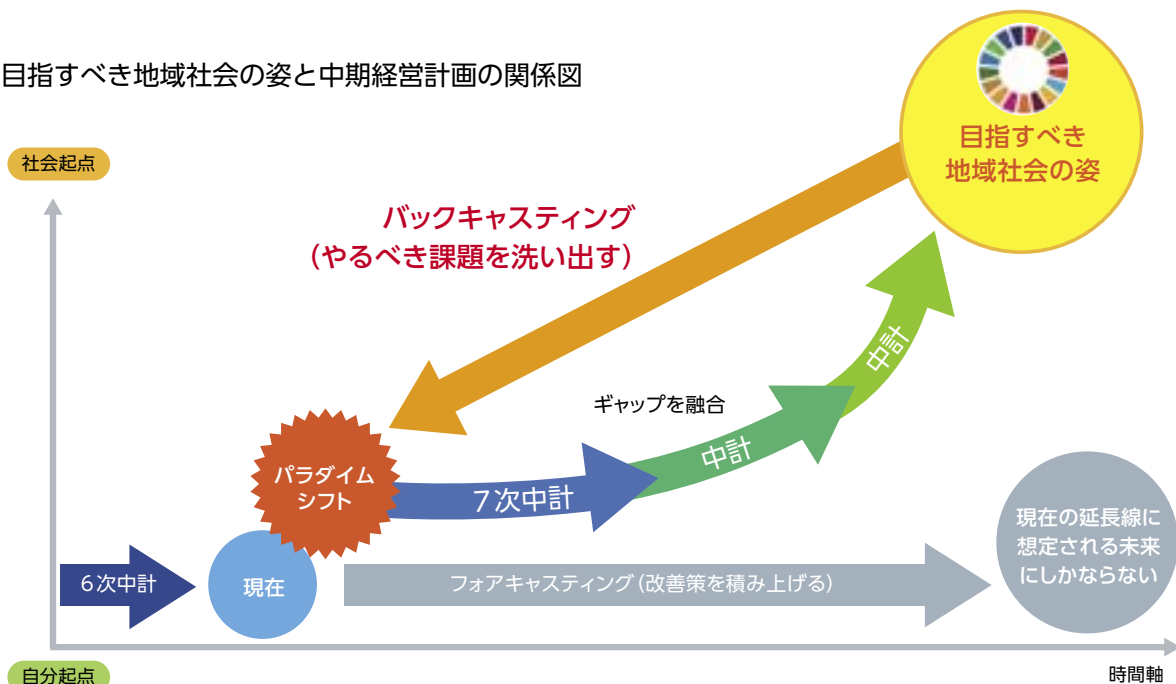 目指すべき地域社会の姿と中期経営計画の関係図
目指すべき
地域社会の姿
社会起点
バックキャスティング
(やるべき課題を洗い出す)
中計
ギャップを融合
中計
パラダイム
シフト
7次中計
現在の延長線に
想定される未来
にしかならない
6次中計
現在
フォアキャスティング(改善策を積み上げる)
自分起点
時間軸